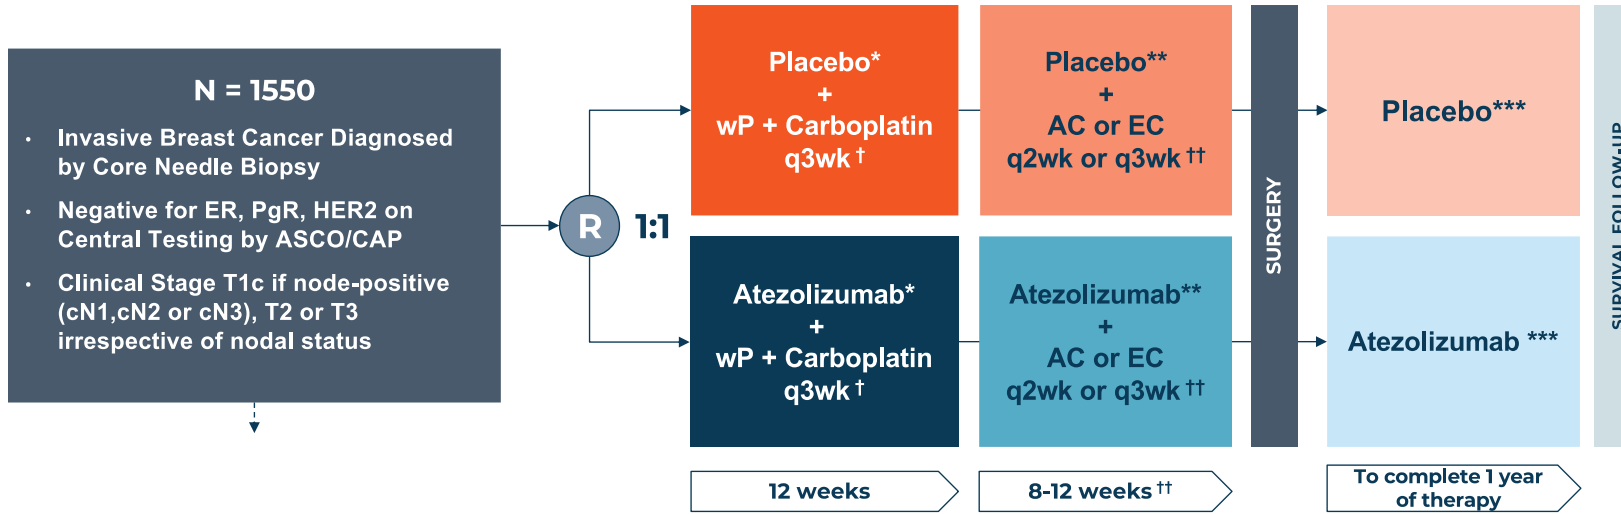 N = 1550
• Invasive Breast Cancer Diagnosed
by Core Needle Biopsy
• Negative for ER, PgR, HER2 on
Central Testing by ASCO/CAP
• Clinical Stage T1c if node-positive
(cN1,cN2 or cN3), T2 or T3
irrespective of nodal status
R
1:1
Placebo*
+
wP + Carboplatin
q3wk †
Placebo**
+
AC or EC
q2wk or q3wk ††
Placebo***
Atezolizumab*
+
wP + Carboplatin
q3wk †
Atezolizumab**
+
AC or EC
q2wk or q3wk ††
Atezolizumab ***
SURGERY
SURVIVAL FOLLOW-UP
12 weeks
8-12 weeks ††
To complete 1 year
of therapy